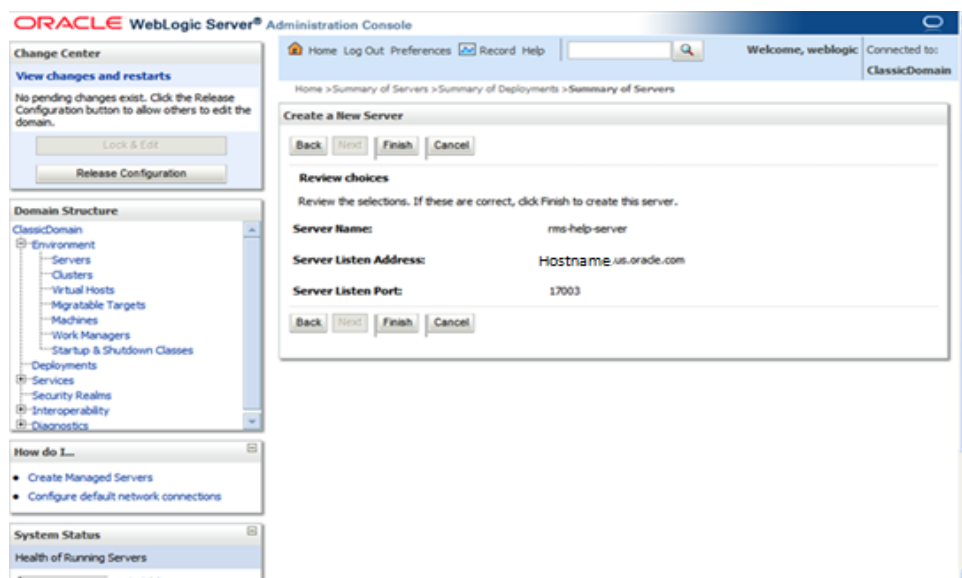 ORACLE WebLogic Server® Administration Console
Change Center
View changes and restarts
No pending changes exist. Click the Release
Configuration button to allow others to edit the
domain.
Lock & Edit
Release Configuration
Domain Structure
ClassicDomain
Environment
Servers
Clusters
Virtual Hosts
Migratable Targets
Machines
Work Managers
Startup & Shutdown Classes
Deployments
Services
Security Realms
Interoperability
Diagnostics
How do I...
Create Managed Servers
Configure default network connections
System Status
Health of Running Servers
Home Log Out Preferences Record Help
Welcome, weblogic
Connected to:
ClassicDomain
Home >Summary of Servers >Summary of Deployments >Summary of Servers
Create a New Server
Back Next Finish Cancel
Review choices
Review the selections. If these are correct, click Finish to create this server.
Server Name: rms-help-server
Server Listen Address: Hostname.us.oracle.com
Server Listen Port: 17003
Back Next Finish Cancel